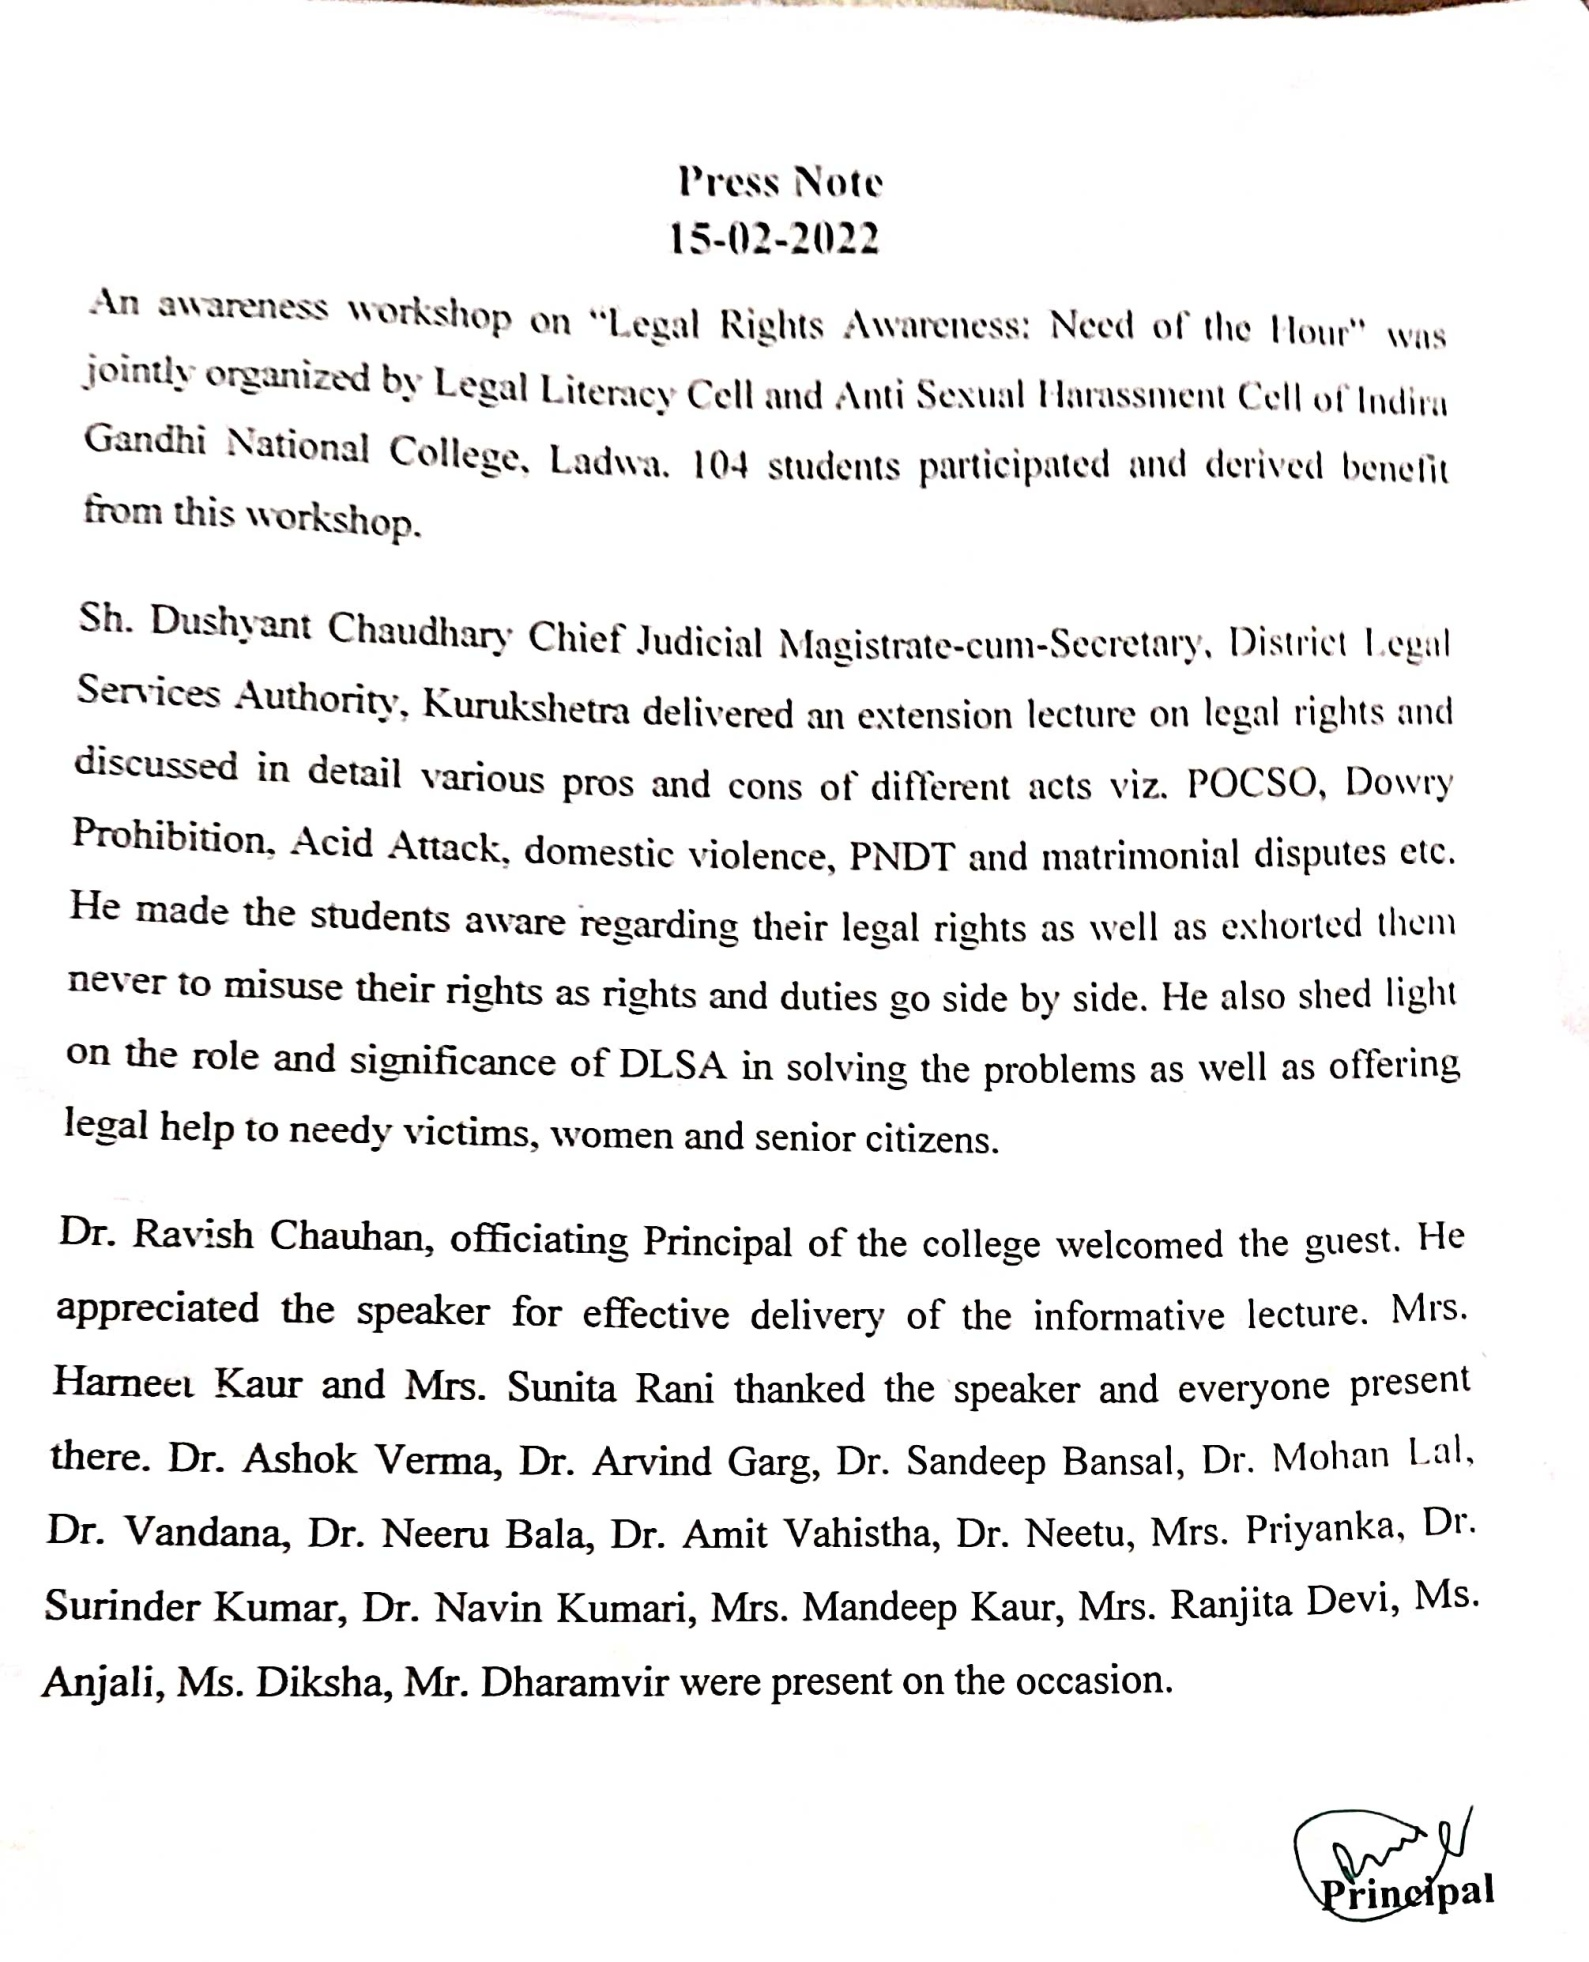 Press Note
15-02-2022
An awareness workshop on “Legal Rights Awareness: Need of the Hour” was
jointly organized by Legal Literacy Cell and Anti Sexual Harassment Cell of Indira
Gandhi National College, Ladwa. 104 students participated and derived benefit
from this workshop.
Sh. Dushyant Chaudhary Chief Judicial Magistrate-cum-Secretary, District Legal
Services Authority, Kurukshetra delivered an extension lecture on legal rights and
discussed in detail various pros and cons of different acts viz. POCSO, Dowry
Prohibition, Acid Attack, domestic violence, PNDT and matrimonial disputes etc.
He made the students aware regarding their legal rights as well as exhorted them
never to misuse their rights as rights and duties go side by side. He also shed light
on the role and significance of DLSA in solving the problems as well as offering
legal help to needy victims, women and senior citizens.
Dr. Ravish Chauhan, officiating Principal of the college welcomed the guest. He
appreciated the speaker for effective delivery of the informative lecture. Mrs.
Harneet Kaur and Mrs. Sunita Rani thanked the speaker and everyone present
there. Dr. Ashok Verma, Dr. Arvind Garg, Dr. Sandeep Bansal, Dr. Mohan Lal,
Dr. Vandana, Dr. Neeru Bala, Dr. Amit Vahistha, Dr. Neetu, Mrs. Priyanka, Dr.
Surinder Kumar, Dr. Navin Kumari, Mrs. Mandeep Kaur, Mrs. Ranjita Devi, Ms.
Anjali, Ms. Diksha, Mr. Dharamvir were present on the occasion.
Principal